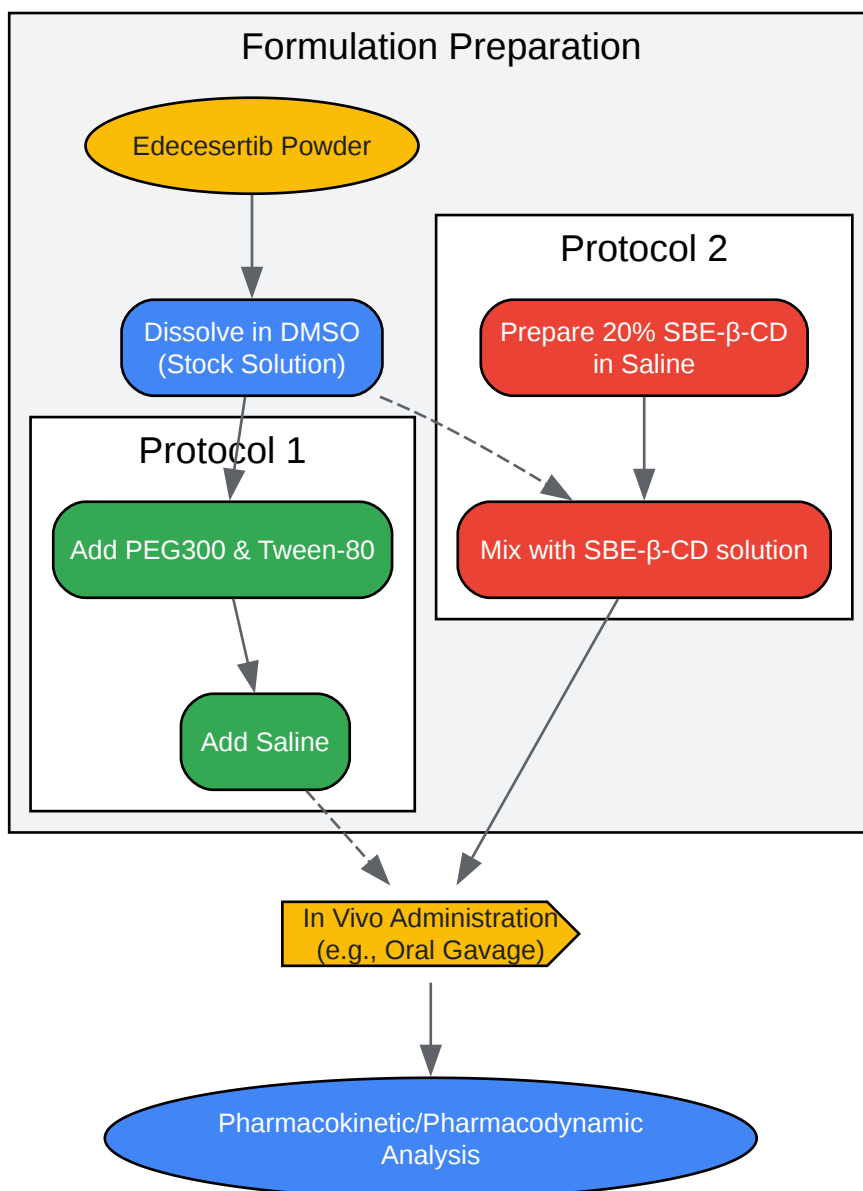 Formulation Preparation
Edecesertib Powder
Dissolve in DMSO
(Stock Solution)
Protocol 2
Prepare 20% SBE-β-CD
in Saline
Protocol 1
Add PEG300 & Tween-80
Mix with SBE-β-CD solution
Add Saline
In Vivo Administration
(e.g., Oral Gavage)
Pharmacokinetic/Pharmacodynamic
Analysis